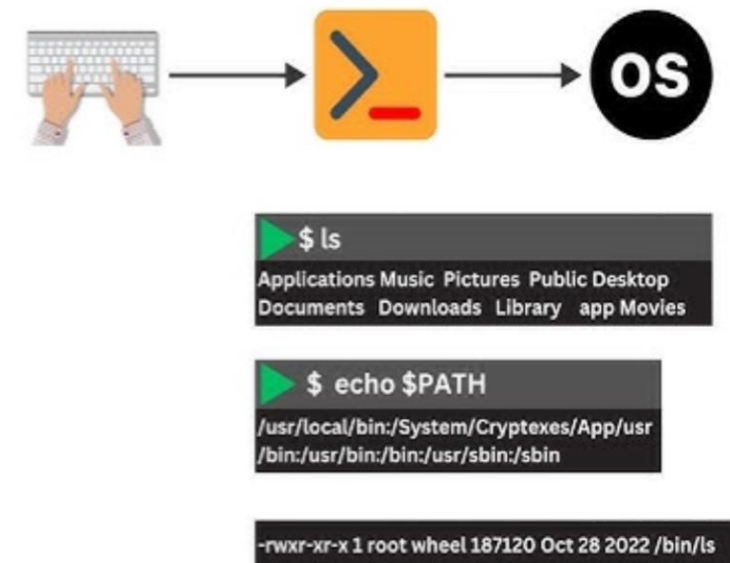 OS
$ ls
Applications Music Pictures Public Desktop
Documents Downloads Library app Movies
$ echo $PATH
/usr/local/bin:/System/Cryptexes/App/usr
/bin:/usr/bin:/bin:/usr/sbin:/sbin
-rwxr-xr-x 1 root wheel 187120 Oct 28 2022 /bin/ls